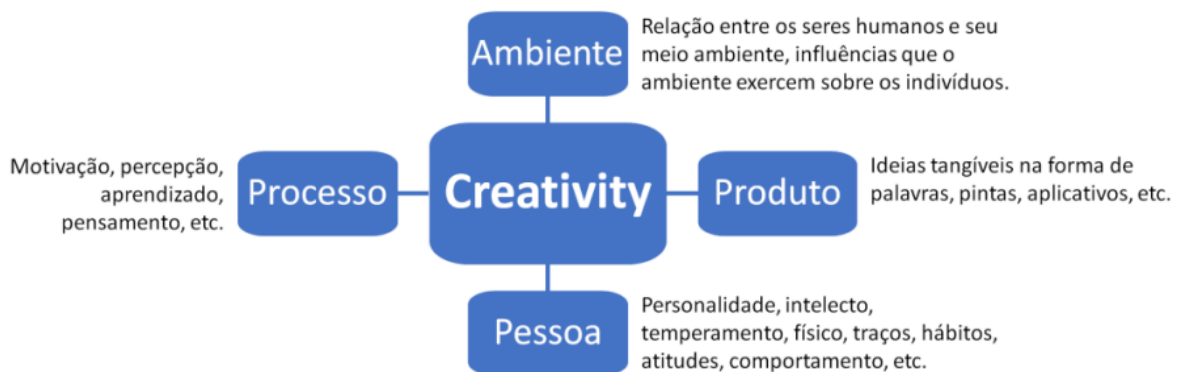 Ambiente
Relação entre os seres humanos e seu
meio ambiente, influências que o
ambiente exercem sobre os indivíduos.
Motivação, percepção,
aprendizado,
pensamento, etc.
Processo
Creativity
Produto
Ideias tangíveis na forma de
palavras, pintas, aplicativos, etc.
Pessoa
Personalidade, intelecto,
temperamento, físico, traços, hábitos,
atitudes, comportamento, etc.